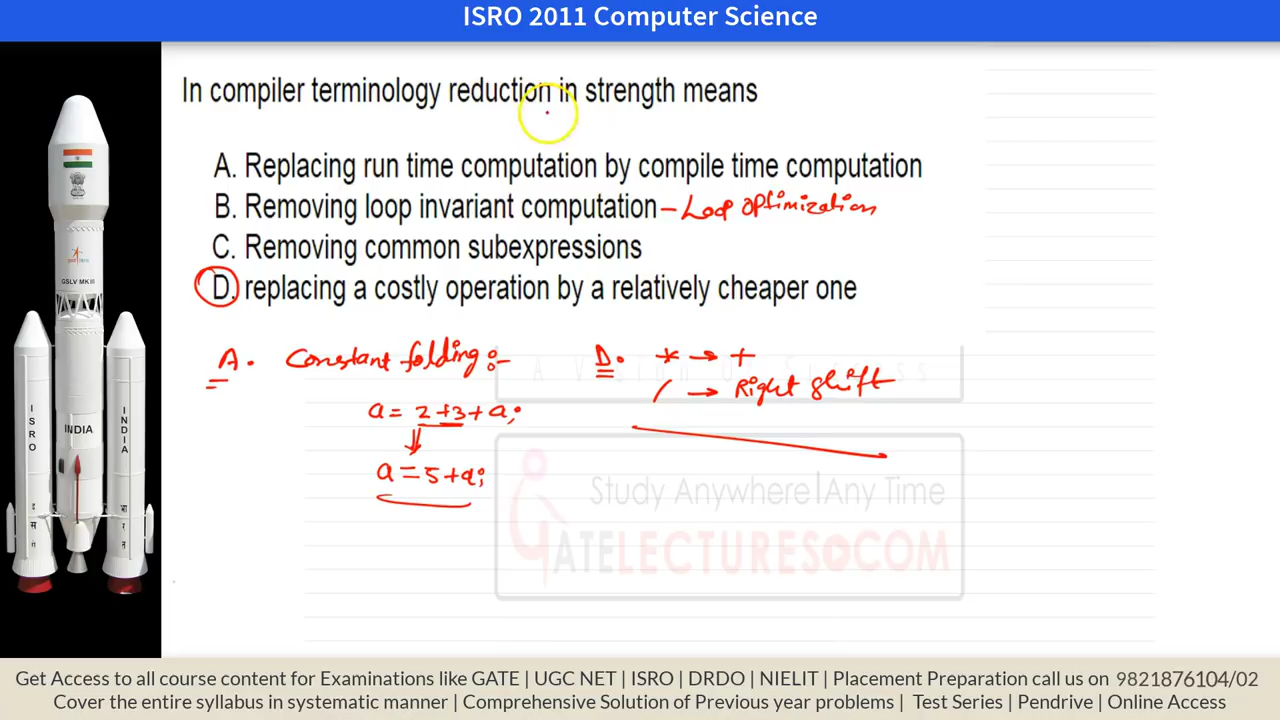 ISRO 2011 Computer Science
In compiler terminology reduction in strength means
A. Replacing run time computation by compile time computation
B. Removing loop invariant computation - Loop optimization
C. Removing common subexpressions
D. replacing a costly operation by a relatively cheaper one
A. Constant folding :-
a = 2+3+a;
a = 5+a;
D. * → +
/ → Right shift
GSLV MK III
ISRO
INDIA
INDIA
Study Anywhere|Any Time
GATELECTURES.COM
Get Access to all course content for Examinations like GATE | UGC NET | ISRO | DRDO | NIELIT | Placement Preparation call us on 9821876104/02
Cover the entire syllabus in systematic manner | Comprehensive Solution of Previous year problems | Test Series | Pendrive | Online Access